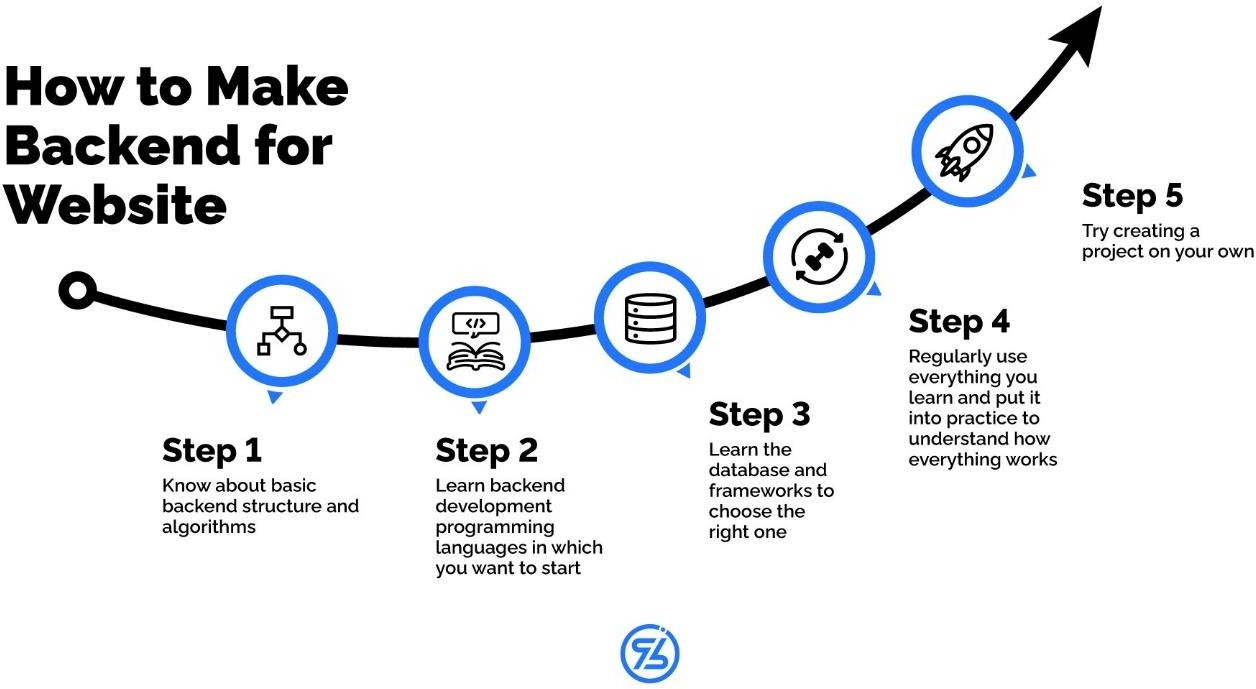 How to Make
Backend for
Website
</>
Step 1
Know about basic
backend structure and
algorithms
Step 2
Learn backend
development
programming
languages in which
you want to start
Step 3
Learn the
database and
frameworks to
choose the
right one
Step 4
Regularly use
everything you
learn and put it
into practice to
understand how
everything works
Step 5
Try creating a
project on your own